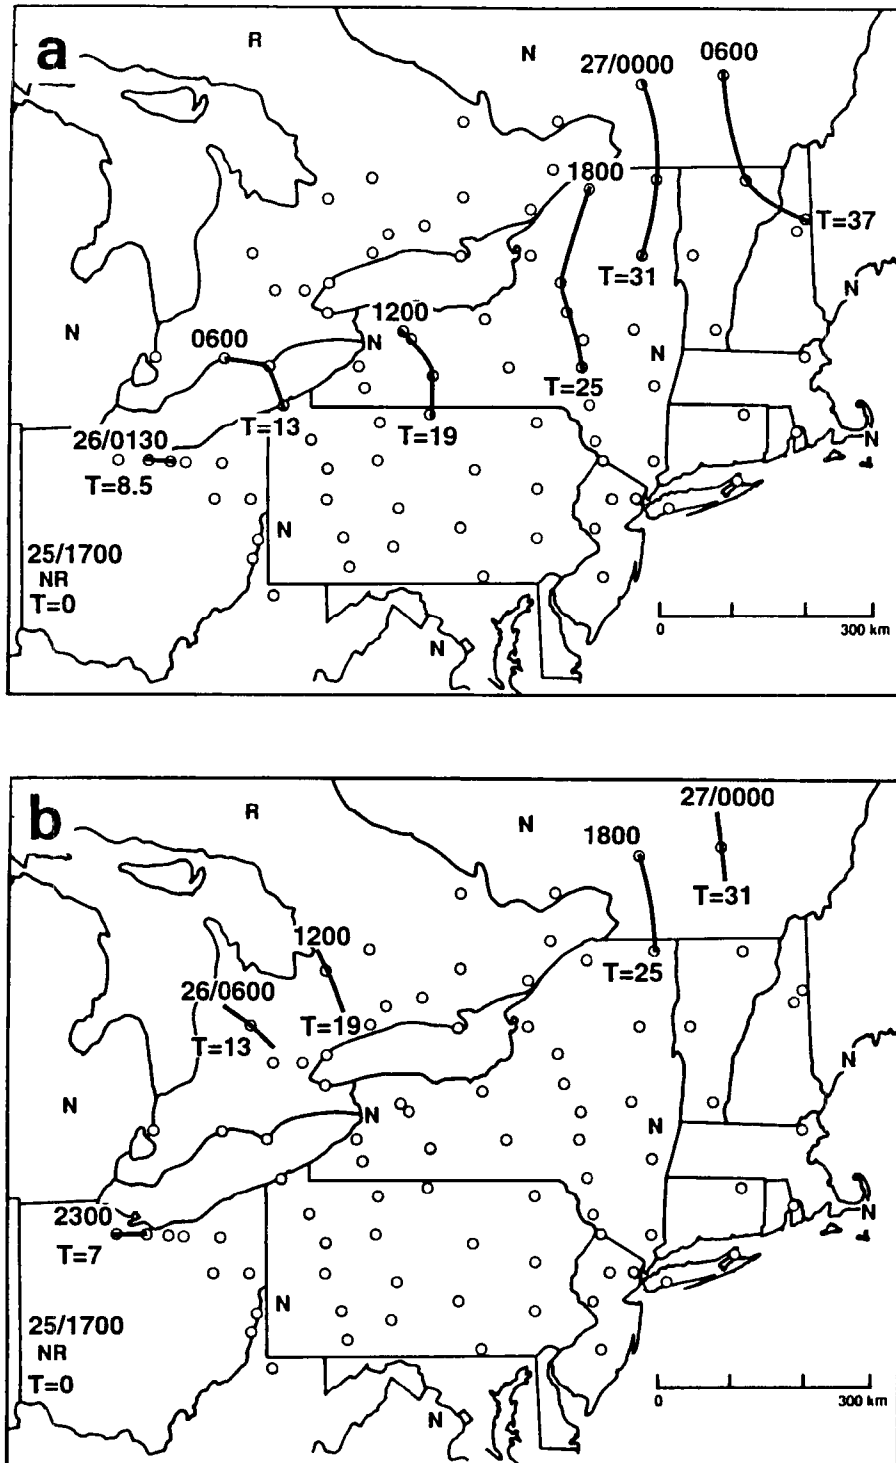 a
R
N
27/0000
0600
1800
T=37
T=31
N
N
1200
0600
N
N
T=25
26/0130
T=13
T=19
N
T=8.5
N
25/1700
NR
T=0
0
300 km
N
b
R
N
27/0000
1800
T=31
1200
T=25
26/0600
T=19
T=13
N
N
N
N
2300
N
T=7
N
25/1700
NR
T=0
0
300 km
N